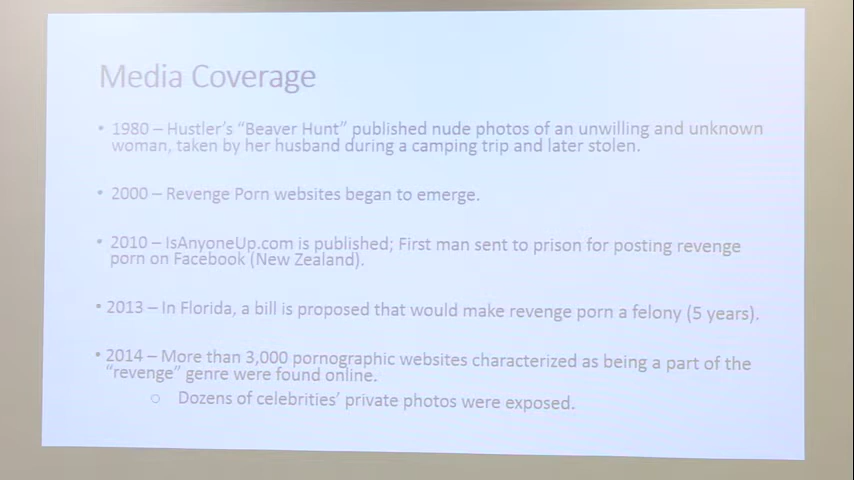 Media Coverage
• 1980 – Hustler's "Beaver Hunt" published nude photos of an unwilling and unknown
woman, taken by her husband during a camping trip and later stolen.
• 2000 – Revenge Porn websites began to emerge.
• 2010 – IsAnyoneUp.com is published; First man sent to prison for posting revenge
porn on Facebook (New Zealand).
• 2013 – In Florida, a bill is proposed that would make revenge porn a felony (5 years).
• 2014 – More than 3,000 pornographic websites characterized as being a part of the
"revenge" genre were found online.
○ Dozens of celebrities' private photos were exposed.